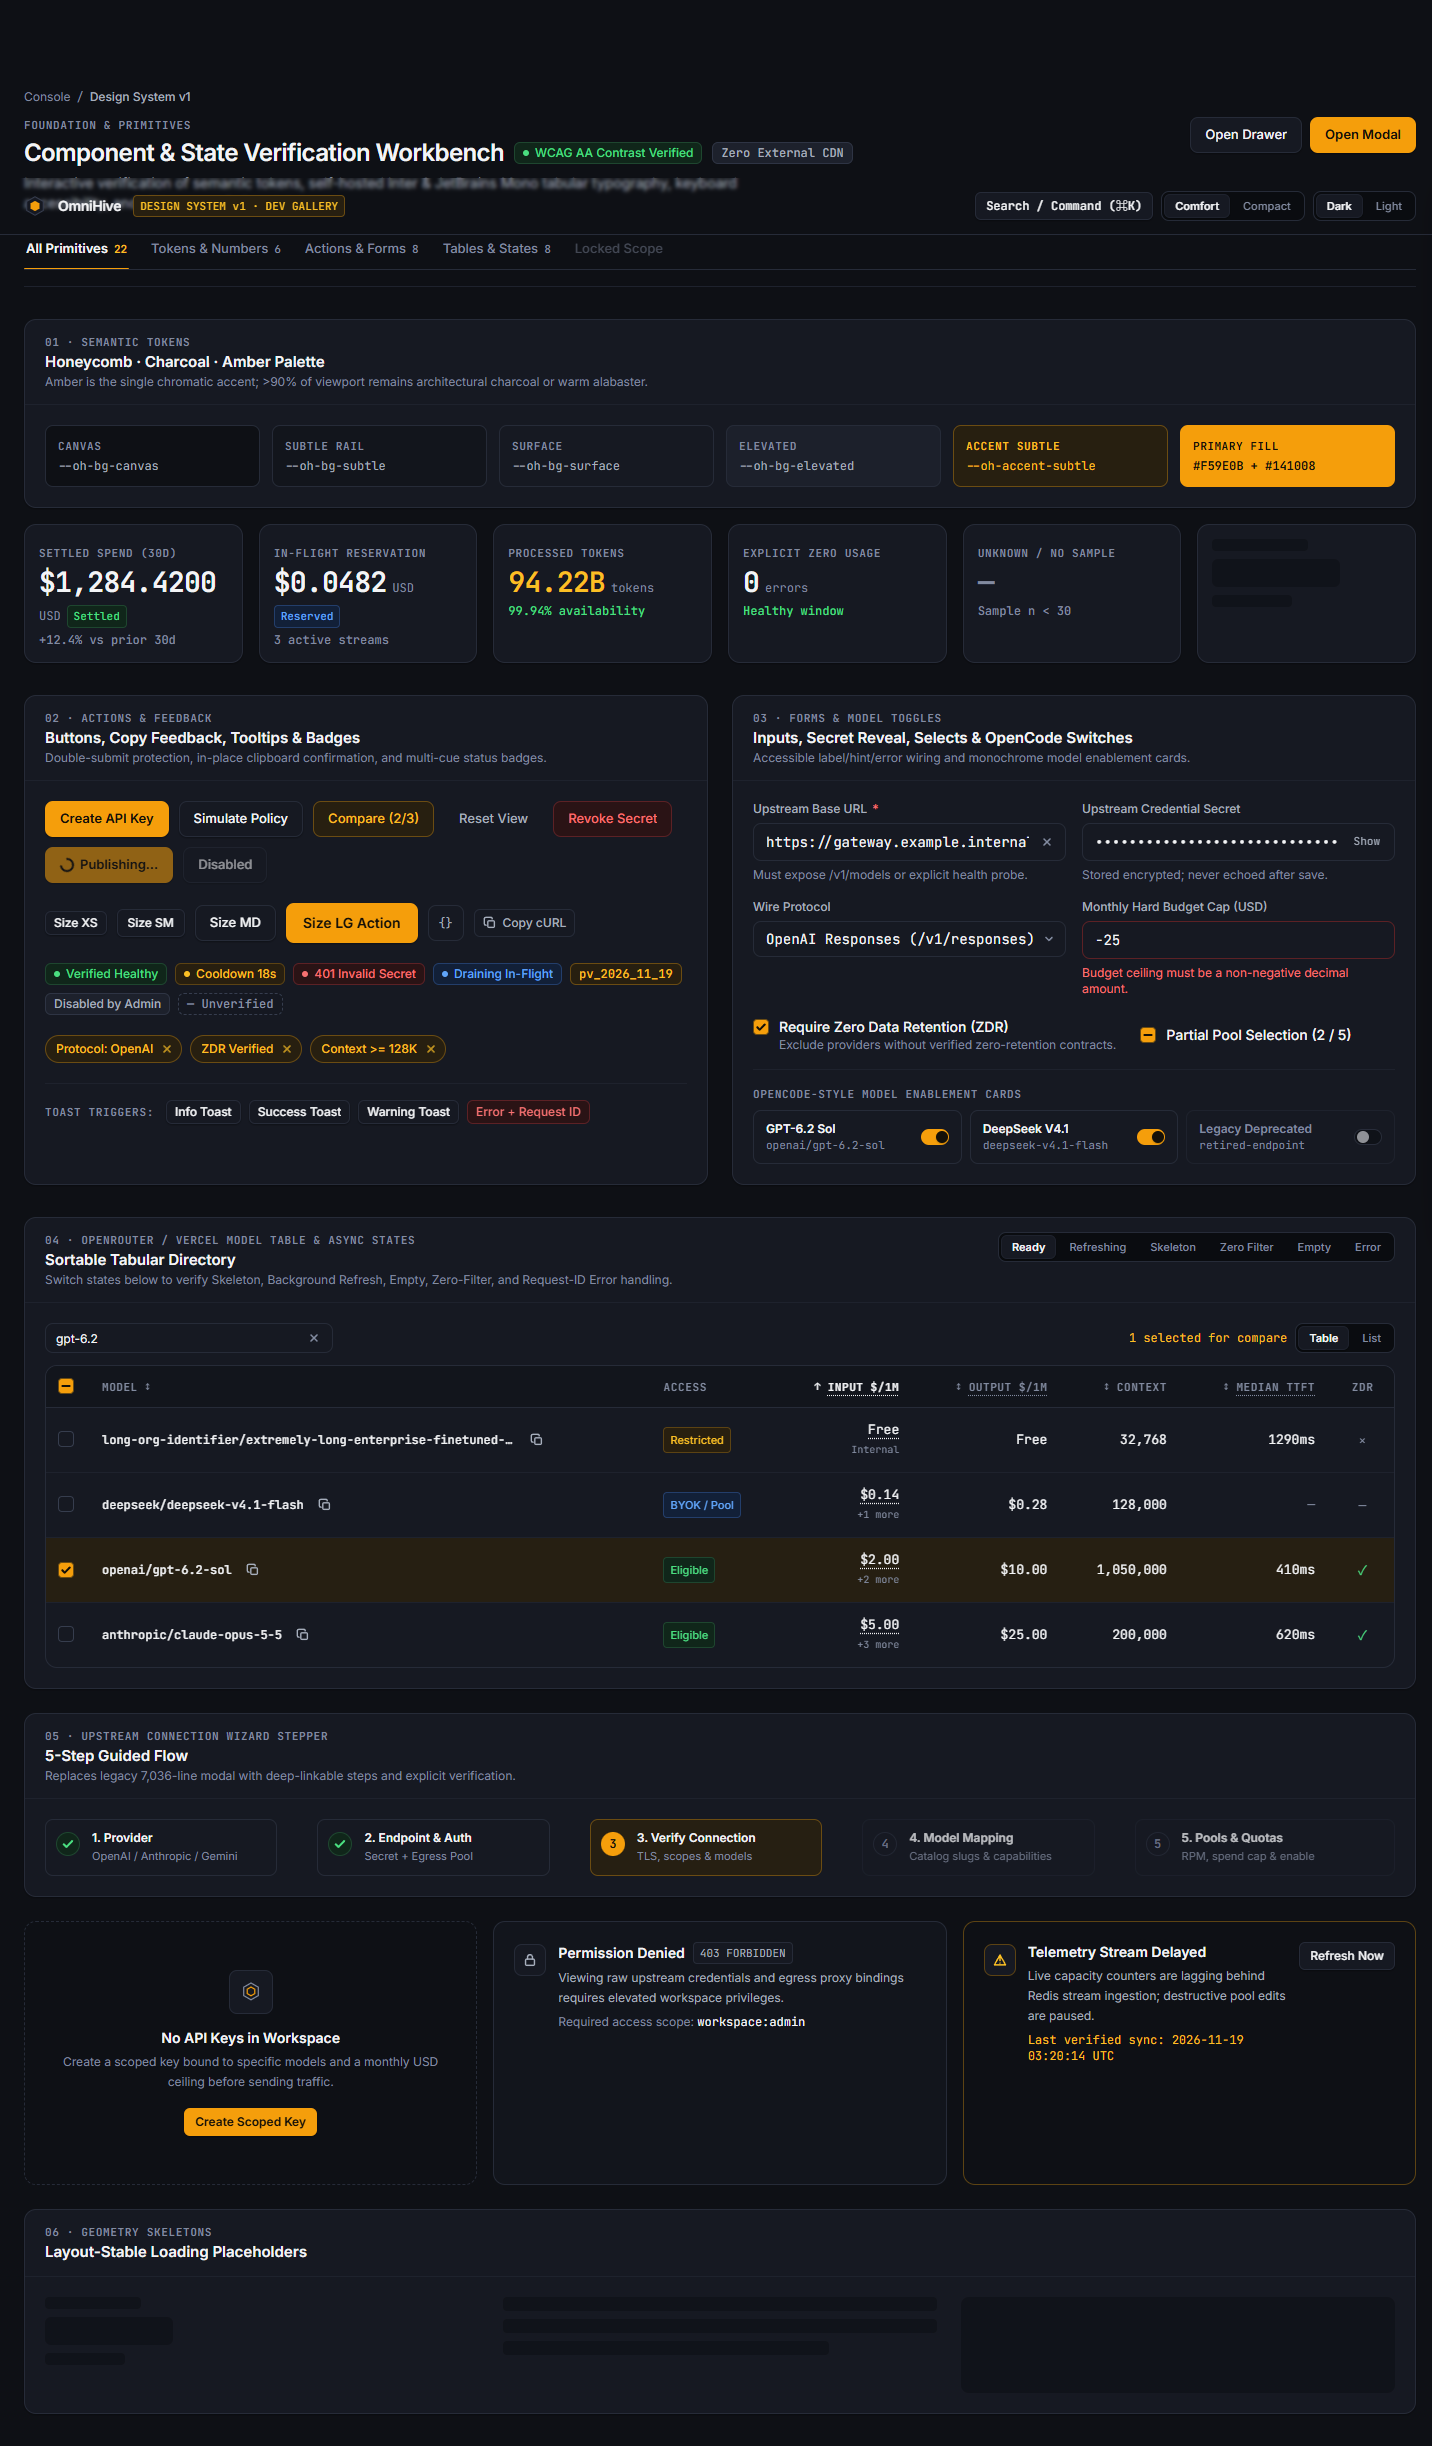 Console / Design System v1
FOUNDATION & PRIMITIVES
Component & State Verification Workbench
WCAG AA Contrast Verified
Zero External CDN
Open Drawer
Open Modal
Interactive verification of semantic tokens, self-hosted Inter & JetBrains Mono tabular typography, keyboard
OmniHive
DESIGN SYSTEM v1 · DEV GALLERY
Search / Command (⌘K)
Comfort
Compact
Dark
Light
All Primitives 22
Tokens & Numbers 6
Actions & Forms 8
Tables & States 8
Locked Scope
01 · SEMANTIC TOKENS
Honeycomb · Charcoal · Amber Palette
Amber is the single chromatic accent; >90% of viewport remains architectural charcoal or warm alabaster.
CANVAS
--oh-bg-canvas
SUBTLE RAIL
--oh-bg-subtle
SURFACE
--oh-bg-surface
ELEVATED
--oh-bg-elevated
ACCENT SUBTLE
--oh-accent-subtle
PRIMARY FILL
#F59E0B + #141008
SETTLED SPEND (30D)
$1,284.4200
USD Settled
+12.4% vs prior 30d
IN-FLIGHT RESERVATION
$0.0482 USD
Reserved
3 active streams
PROCESSED TOKENS
94.22B tokens
99.94% availability
EXPLICIT ZERO USAGE
0 errors
Healthy window
UNKNOWN / NO SAMPLE
—
Sample n < 30
02 · ACTIONS & FEEDBACK
Buttons, Copy Feedback, Tooltips & Badges
Double-submit protection, in-place clipboard confirmation, and multi-cue status badges.
Create API Key
Simulate Policy
Compare (2/3)
Reset View
Revoke Secret
Publishing…
Disabled
Size XS
Size SM
Size MD
Size LG Action
{}
Copy cURL
Verified Healthy
Cooldown 18s
401 Invalid Secret
Draining In-Flight
pv_2026_11_19
Disabled by Admin
— Unverified
Protocol: OpenAI ×
ZDR Verified ×
Context >= 128K ×
TOAST TRIGGERS:
Info Toast
Success Toast
Warning Toast
Error + Request ID
03 · FORMS & MODEL TOGGLES
Inputs, Secret Reveal, Selects & OpenCode Switches
Accessible label/hint/error wiring and monochrome model enablement cards.
Upstream Base URL *
https://gateway.example.interna
Must expose /v1/models or explicit health probe.
Upstream Credential Secret
Show
Stored encrypted; never echoed after save.
Wire Protocol
OpenAI Responses (/v1/responses)
Monthly Hard Budget Cap (USD)
-25
Budget ceiling must be a non-negative decimal
amount.
Require Zero Data Retention (ZDR)
Exclude providers without verified zero-retention contracts.
Partial Pool Selection (2 / 5)
OPENCODE-STYLE MODEL ENABLEMENT CARDS
GPT-6.2 Sol
openai/gpt-6.2-sol
DeepSeek V4.1
deepseek-v4.1-flash
Legacy Deprecated
retired-endpoint
04 · OPENROUTER / VERCEL MODEL TABLE & ASYNC STATES
Sortable Tabular Directory
Switch states below to verify Skeleton, Background Refresh, Empty, Zero-Filter, and Request-ID Error handling.
Ready
Refreshing
Skeleton
Zero Filter
Empty
Error
gpt-6.2
1 selected for compare
Table
List
MODEL ↕ ACCESS ↑ INPUT $/1M ↕ OUTPUT $/1M ↕ CONTEXT ↕ MEDIAN TTFT ZDR
long-org-identifier/extremely-long-enterprise-finetuned-… Restricted Free Free 32,768 1290ms ×
Internal
deepseek/deepseek-v4.1-flash BYOK / Pool $0.14 $0.28 128,000 — —
+1 more
openai/gpt-6.2-sol Eligible $2.00 $10.00 1,050,000 410ms ✓
+2 more
anthropic/claude-opus-5-5 Eligible $5.00 $25.00 200,000 620ms ✓
+3 more
05 · UPSTREAM CONNECTION WIZARD STEPPER
5-Step Guided Flow
Replaces legacy 7,036-line modal with deep-linkable steps and explicit verification.
1. Provider
OpenAI / Anthropic / Gemini
2. Endpoint & Auth
Secret + Egress Pool
3
3. Verify Connection
TLS, scopes & models
4
4. Model Mapping
Catalog slugs & capabilities
5
5. Pools & Quotas
RPM, spend cap & enable
No API Keys in Workspace
Create a scoped key bound to specific models and a monthly USD
ceiling before sending traffic.
Create Scoped Key
Permission Denied 403 FORBIDDEN
Viewing raw upstream credentials and egress proxy bindings
requires elevated workspace privileges.
Required access scope: workspace:admin
Telemetry Stream Delayed
Refresh Now
Live capacity counters are lagging behind
Redis stream ingestion; destructive pool edits
are paused.
Last verified sync: 2026-11-19
03:20:14 UTC
06 · GEOMETRY SKELETONS
Layout-Stable Loading Placeholders